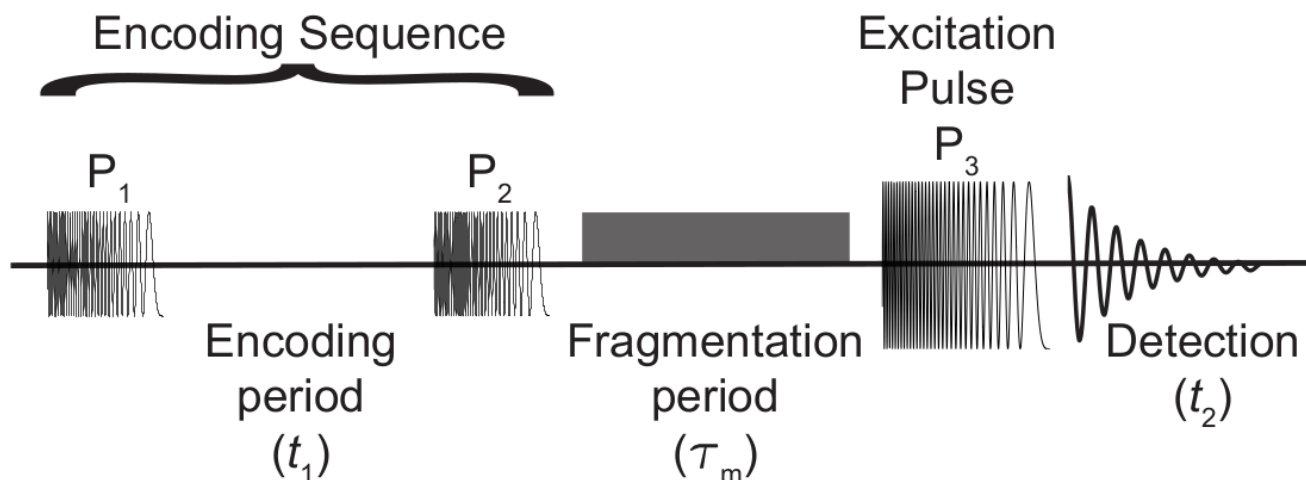 Encoding Sequence
Excitation
Pulse
P₁
P₂
P₃
Encoding
period
(t₁)
Fragmentation
period
(τₘ)
Detection
(t₂)